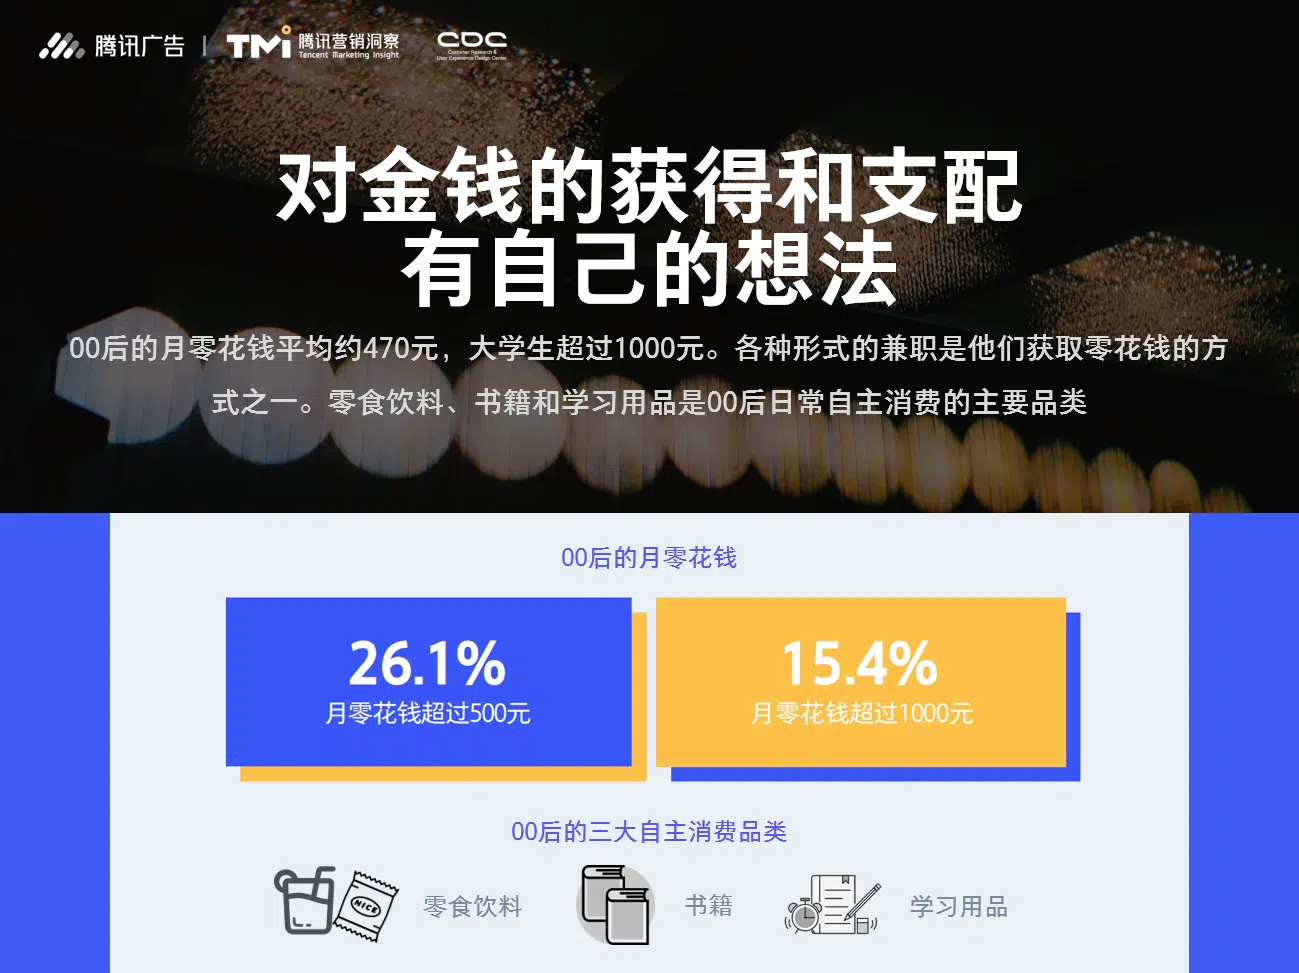 腾讯广告 | TMI 腾讯营销洞察 CDC
Tencent Marketing Insight
Customer Research &
User Experience Design Center
对金钱的获得和支配
有自己的想法
00后的月零花钱平均约470元，大学生超过1000元。各种形式的兼职是他们获取零花钱的方
式之一。零食饮料、书籍和学习用品是00后日常自主消费的主要品类
00后的月零花钱
26.1%
月零花钱超过500元
15.4%
月零花钱超过1000元
00后的三大自主消费品类
NICE
零食饮料
书籍
学习用品